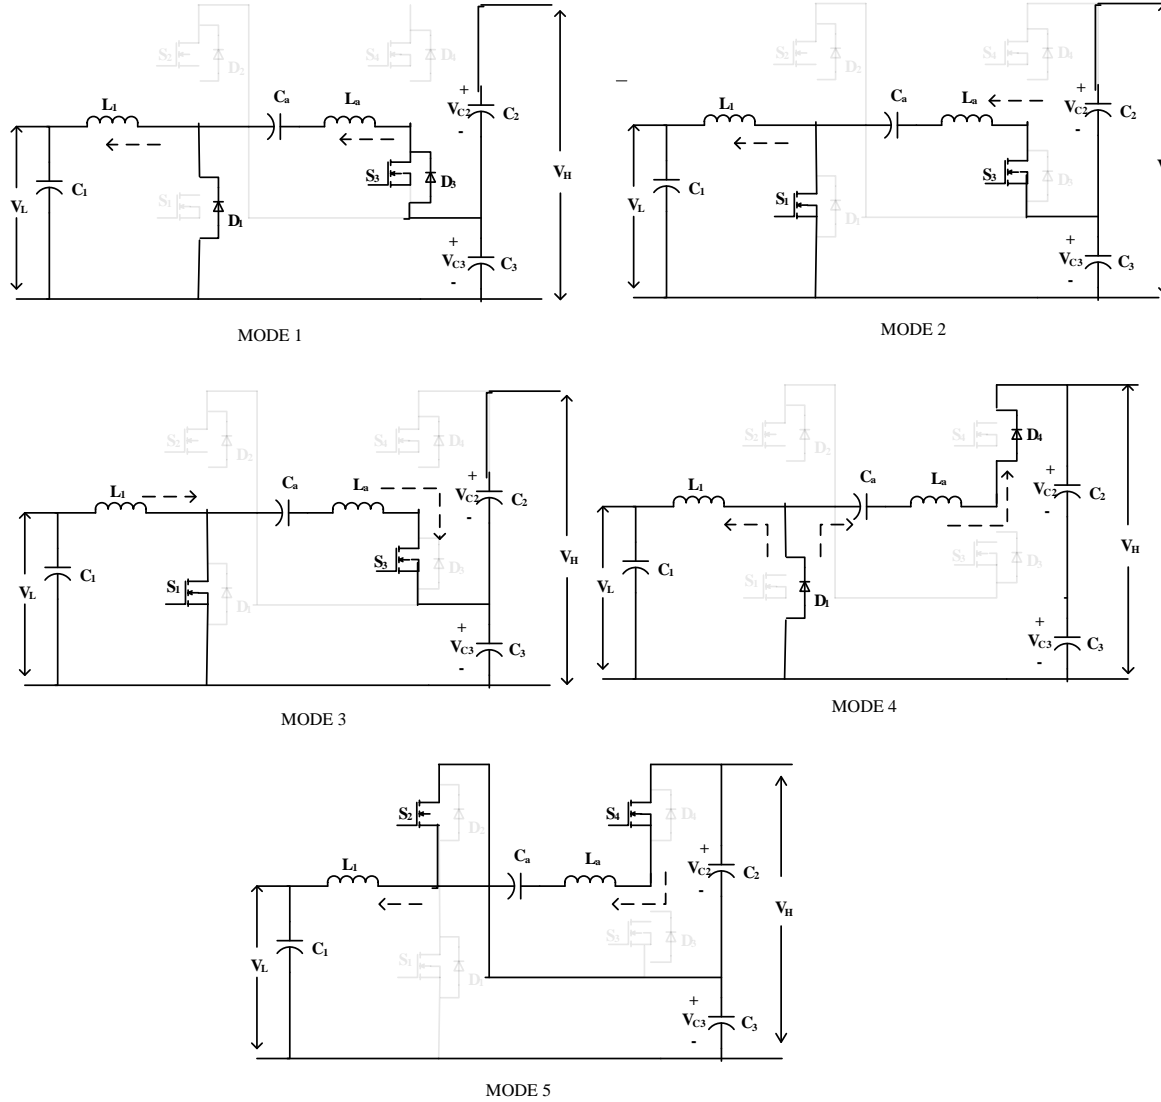 S2
D2
S4
D4
L1
Ca
La
VC2
+
-
C2
VH
S3
D3
C1
VL
S1
D1
+
VC3
-
C3
MODE 1
–
S2
D2
S4
D4
L1
Ca
La
+
VC2
-
C2
S3
D3
C1
VL
S1
D1
+
VC3
-
C3
MODE 2
S2
D2
S4
D4
L1
Ca
La
+
VC2
-
C2
VH
S3
D3
C1
VL
S1
D1
+
VC3
-
C3
MODE 3
S2
D2
S4
D4
L1
Ca
La
+
VC2
-
C2
VH
S3
D3
C1
VL
S1
D1
+
VC3
-
C3
MODE 4
S2
D2
S4
D4
L1
Ca
La
+
VC2
-
C2
VH
S3
D3
C1
VL
S1
D1
+
VC3
-
C3
MODE 5